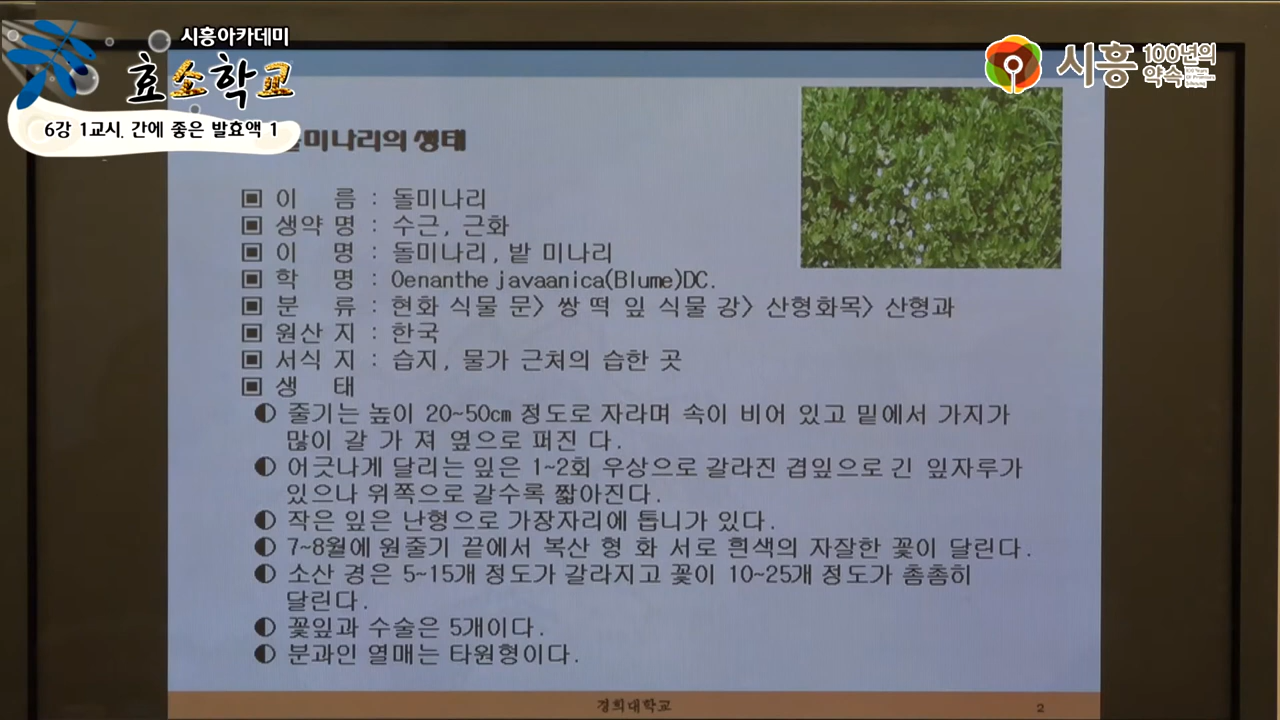 시흥아카데미
효소학교
6강 1교시. 간에 좋은 발효액 1
시흥 100년의 약속
돌미나리의 생태
▣ 이 름 : 돌미나리
▣ 생약 명 : 수근, 근화
▣ 이 명 : 돌미나리, 밭 미나리
▣ 학 명 : Oenanthe javaanica(Blume)DC.
▣ 분 류 : 현화 식물 문> 쌍 떡 잎 식물 강> 산형화목> 산형과
▣ 원산 지 : 한국
▣ 서식 지 : 습지, 물가 근처의 습한 곳
▣ 생 태
◐ 줄기는 높이 20~50cm 정도로 자라며 속이 비어 있고 밑에서 가지가
많이 갈 가 져 옆으로 퍼진 다.
◐ 어긋나게 달리는 잎은 1~2회 우상으로 갈라진 겹잎으로 긴 잎자루가
있으나 위쪽으로 갈수록 짧아진다.
◐ 작은 잎은 난형으로 가장자리에 톱니가 있다.
◐ 7~8월에 원줄기 끝에서 복산 형 화 서로 흰색의 자잘한 꽃이 달린다.
◐ 소산 경은 5~15개 정도가 갈라지고 꽃이 10~25개 정도가 촘촘히
달린다.
◐ 꽃잎과 수술은 5개이다.
◐ 분과인 열매는 타원형이다.
경희대학교
2